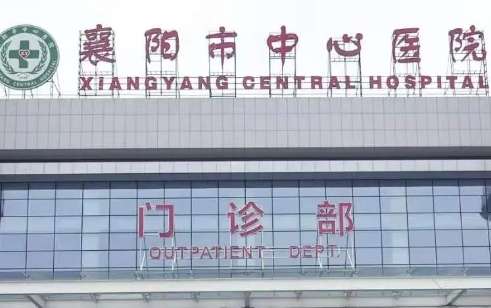 襄阳市中心医院
XIANGYANG CENTRAL HOSPITAL
门诊部
OUTPATIENT DEPT.